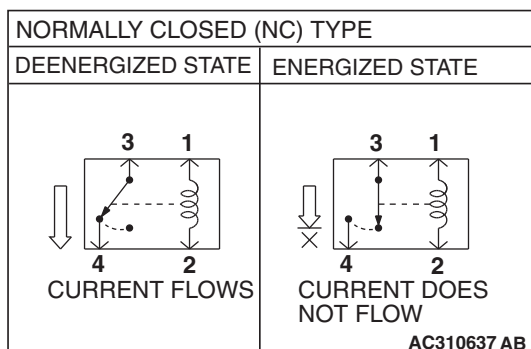 NORMALLY CLOSED (NC) TYPE
DEENERGIZED STATE
ENERGIZED STATE
3 1
4 2
CURRENT FLOWS
3 1
4 2
CURRENT DOES
NOT FLOW
AC310637 AB